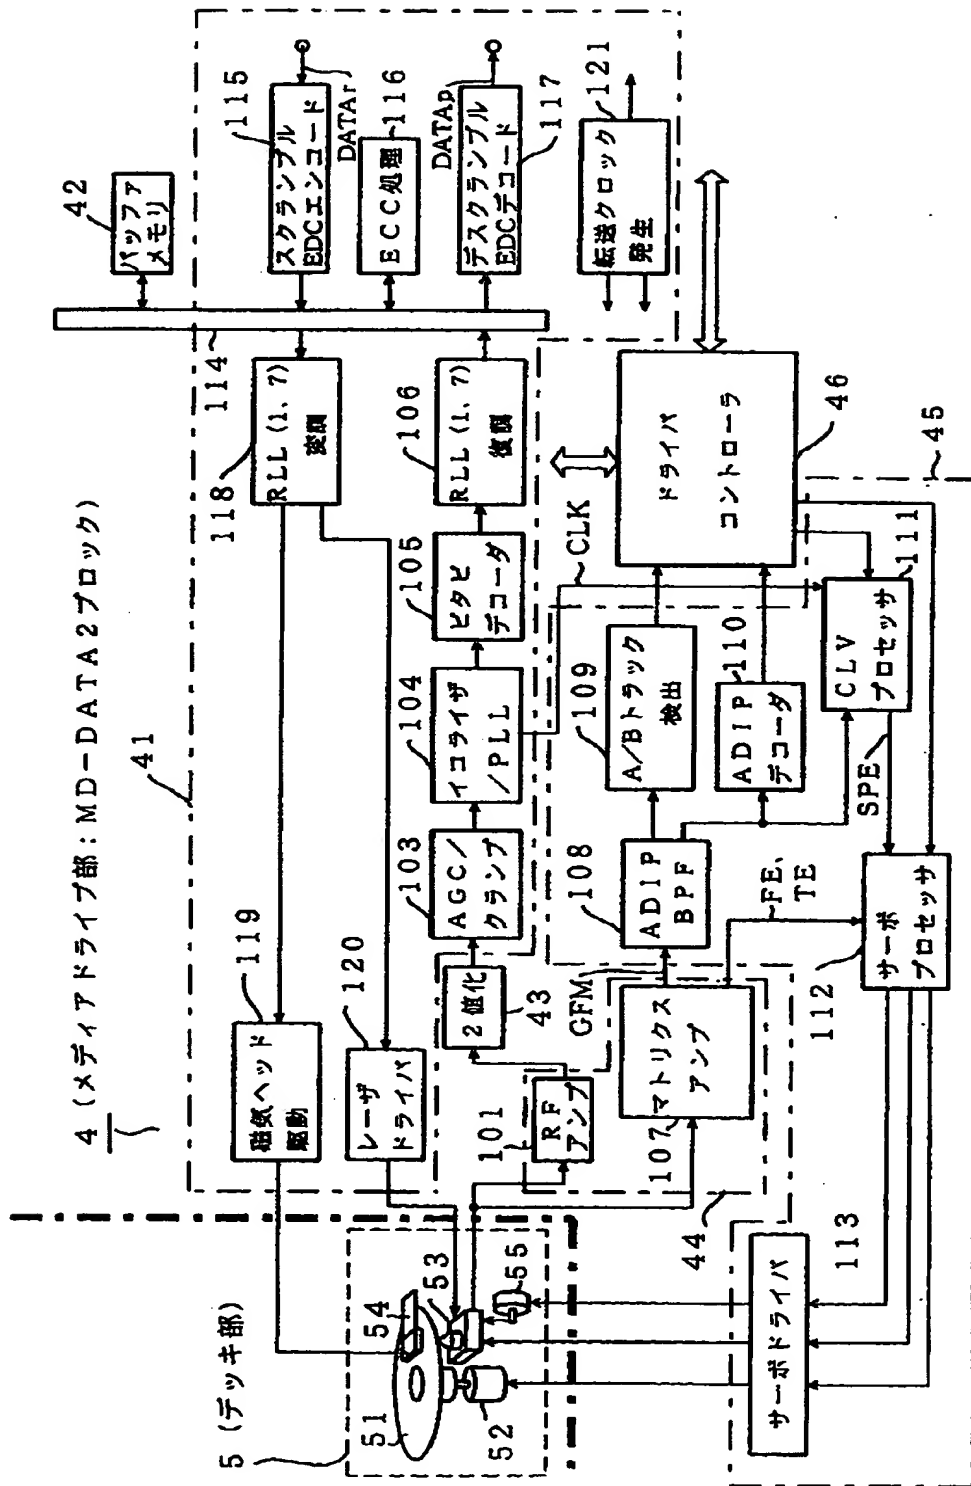 4 (メディアドライブ部:MD-DATA2ブロック)
5 (デッキ部)
41
42
バッファ
メモリ
114
115
スクランブル
EDCエンコード
DATAr
116
ECC処理
DATAp
117
デスクランブル
EDCデコード
121
転送クロック
発生
118
RLL(1、7)
変調
106
RLL(1、7)
復調
105
ビタビ
デコーダ
104
イコライザ
/PLL
103
AGC/
クランプ
2値化
43
119
磁気ヘッド
駆動
120
レーザ
ドライバ
101
RF
アンプ
107
マトリクス
アンプ
44
GFM
108
ADIP
BPF
109
A/Bトラック
検出
110
ADIP
デコーダ
CLK
ドライバ
コントローラ
46
45
111
CLV
プロセッサ
SPE
FE、
TE
112
サーボ
プロセッサ
113
サーボドライバ
51
52
53
54
55